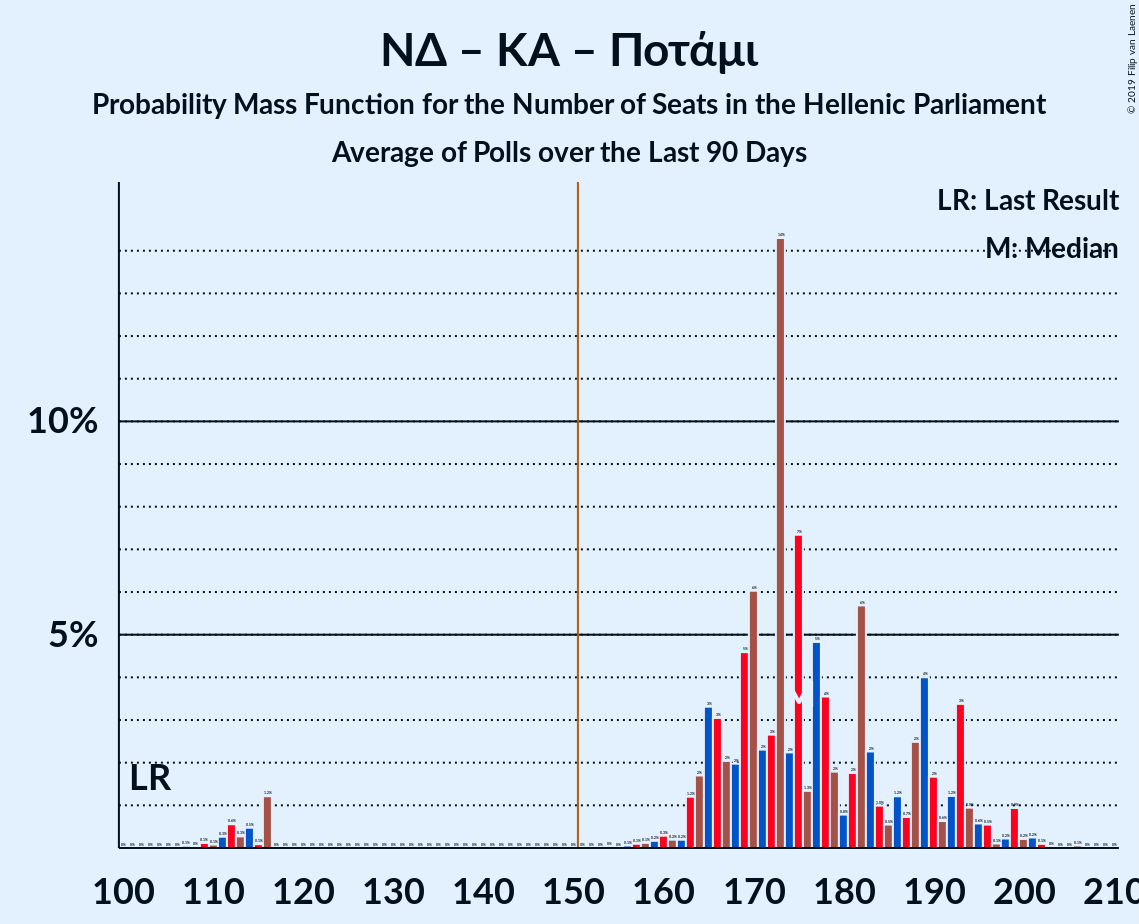 ΝΔ – ΚΑ – Ποτάμι
Probability Mass Function for the Number of Seats in the Hellenic Parliament
Average of Polls over the Last 90 Days
© 2019 Filip van Laenen
LR: Last Result
M: Median
10%
5%
LR
100 110 120 130 140 150 160 170 180 190 200 210